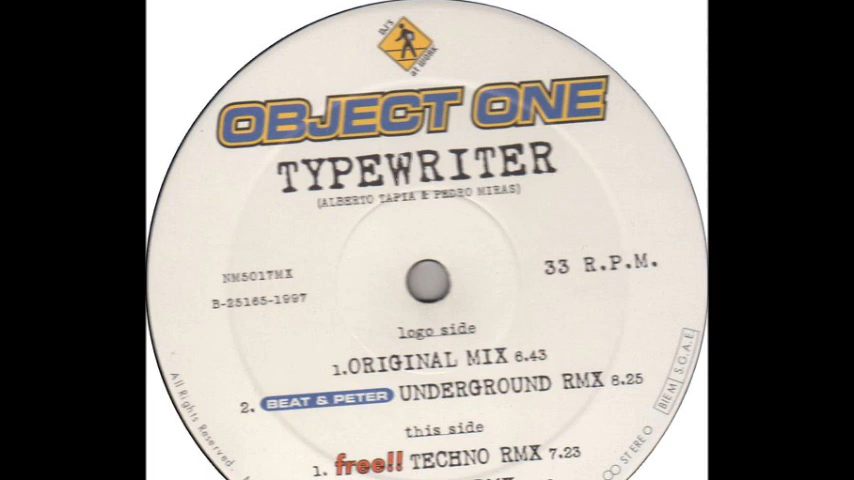 DJ's
at work
OBJECT ONE
TYPEWRITER
(ALBERTO TAPIA & PEDRO MIRAS)
NM5017MX
33 R.P.M.
B-25165-1997
logo side
1.ORIGINAL MIX 6.43
2. BEAT & PETER UNDERGROUND RMX 8.25
this side
1. free!! TECHNO RMX 7.23
All Rights Reserved.
STEREO
BIEM S.G.A.E